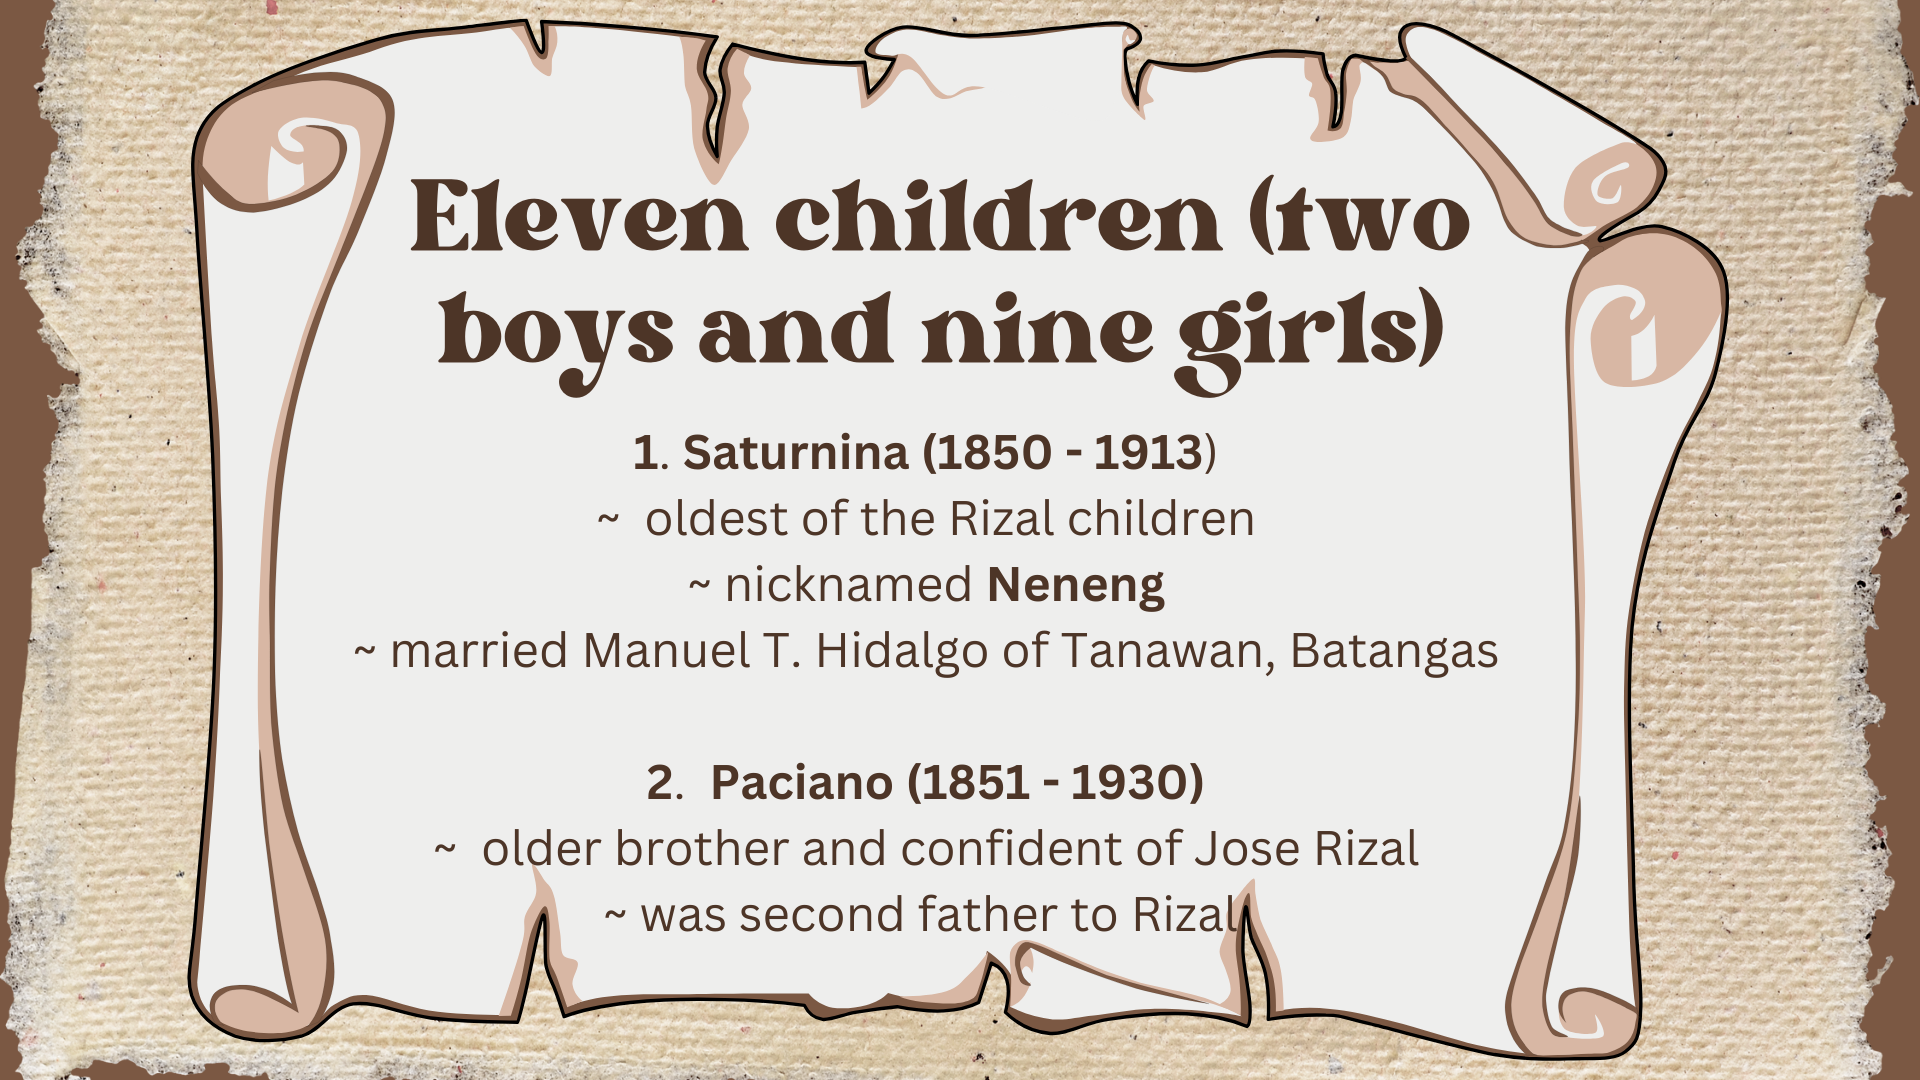 Eleven children (two
boys and nine girls)
1. Saturnina (1850 - 1913)
~ oldest of the Rizal children
~ nicknamed Neneng
~ married Manuel T. Hidalgo of Tanawan, Batangas
2. Paciano (1851 - 1930)
~ older brother and confident of Jose Rizal
~ was second father to Rizal